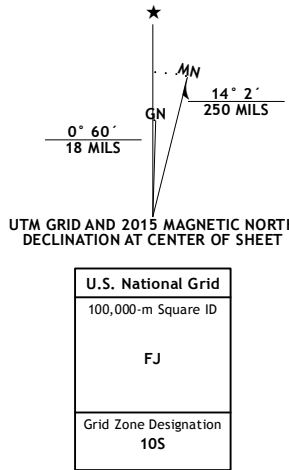 MN
GN
14° 2´
250 MILS
0° 60´
18 MILS
UTM GRID AND 2015 MAGNETIC NORTH
DECLINATION AT CENTER OF SHEET
U.S. National Grid
100,000-m Square ID
FJ
Grid Zone Designation
10S